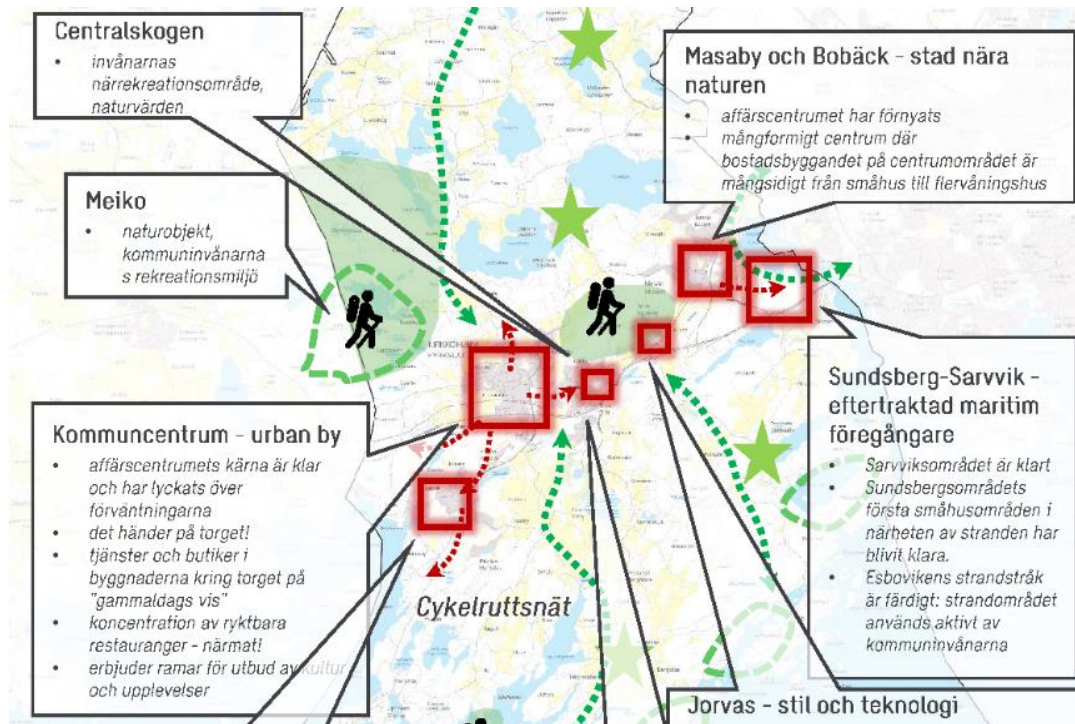 Centralskogen
• invånarnas
närrekreationsområde,
naturvärden
Masaby och Bobäck - stad nära
naturen
• affärscentrumet har förnyats
• mångformigt centrum där
bostadsbyggandet på centrumområdet är
mångsidigt från småhus till flervåningshus
Meiko
• naturobjekt,
kommuninvånarna
s rekreationsmiljö
Kommuncentrum - urban by
• affärscentrumets kärna är klar
och har lyckats över
förväntningarna
• det händer på torget!
• tjänster och butiker i
byggnaderna kring torget på
"gammaldags vis"
• koncentration av ryktbara
restauranger - närmat!
• erbjuder ramar för utbud av kultur
och upplevelser
Sundsberg-Sarvvik -
eftertraktad maritim
föregångare
• Sarvviksområdet är klart
• Sundsbergsområdets
första småhusområden i
närheten av stranden har
blivit klara.
• Esbovikens strandstråk
är färdigt: strandområdet
används aktivt av
kommuninvånarna
Cykelruttsnät
Jorvas - stil och teknologi